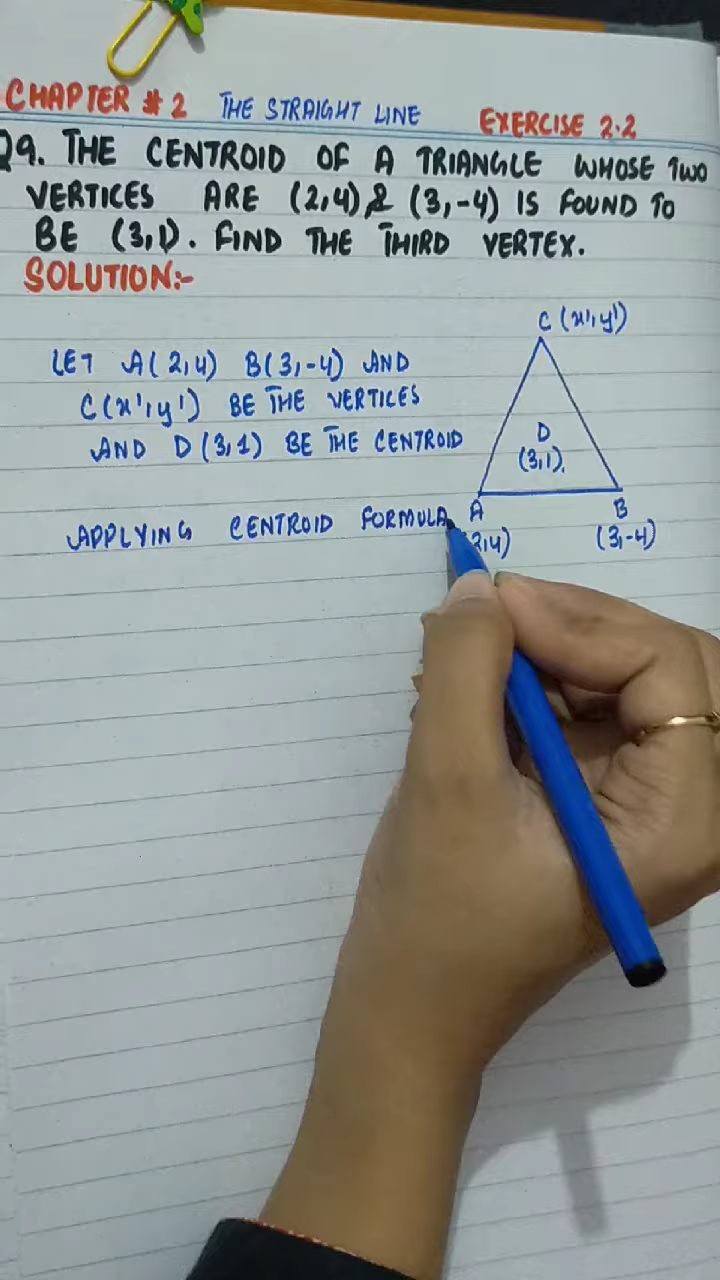 CHAPTER # 2 THE STRAIGHT LINE EXERCISE 2.2
Q9. THE CENTROID OF A TRIANGLE WHOSE TWO
VERTICES ARE (2,4) & (3,-4) IS FOUND TO
BE (3,1). FIND THE THIRD VERTEX.
SOLUTION:-
C (x',y')
LET A(2,4) B(3,-4) AND
C(x',y') BE THE VERTICES
AND D(3,1) BE THE CENTROID
D
(3,1).
APPLYING CENTROID FORMULA
A B
2,4) (3,-4)